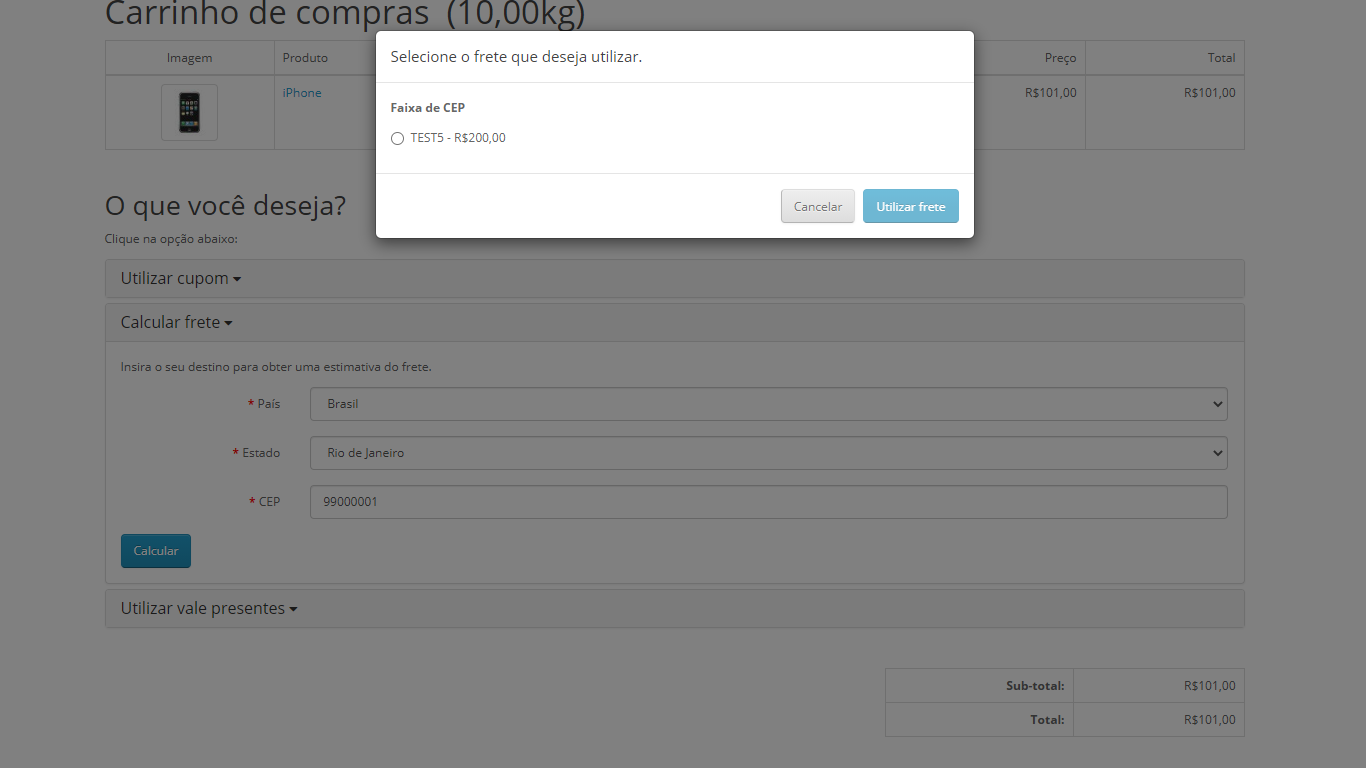 Carrinho de compras (10,00kg)
Selecione o frete que deseja utilizar.
Imagem Produto Preço Total
iPhone R$101,00 R$101,00
Faixa de CEP
TEST5 - R$200,00
Cancelar Utilizar frete
O que você deseja?
Clique na opção abaixo:
Utilizar cupom
Calcular frete
Insira o seu destino para obter uma estimativa do frete.
* País Brasil
* Estado Rio de Janeiro
* CEP 99000001
Calcular
Utilizar vale presentes
Sub-total: R$101,00
Total: R$101,00